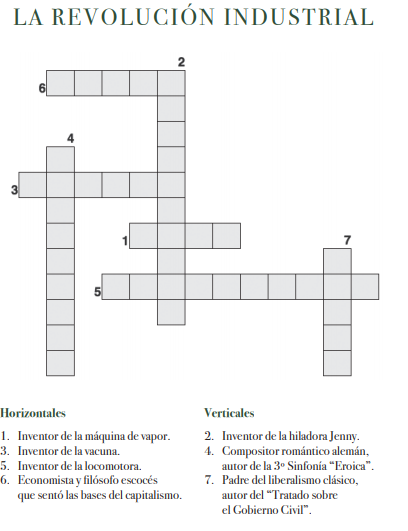 LA REVOLUCIÓN INDUSTRIAL
2
6
4
3
1
7
5
Horizontales
1. Inventor de la máquina de vapor.
3. Inventor de la vacuna.
5. Inventor de la locomotora.
6. Economista y filósofo escocés
que sentó las bases del capitalismo.
Verticales
2. Inventor de la hiladora Jenny.
4. Compositor romántico alemán,
autor de la 3º Sinfonía “Eroica”.
7. Padre del liberalismo clásico,
autor del “Tratado sobre
el Gobierno Civil”.